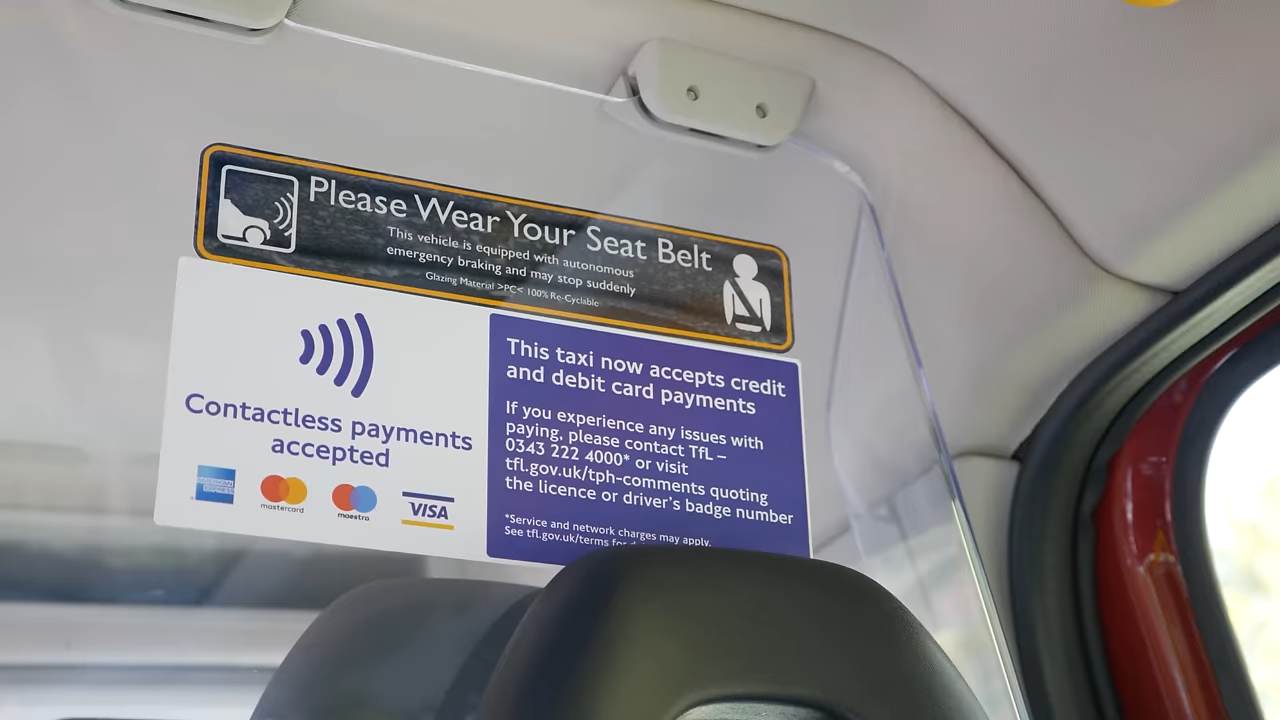 Please Wear Your Seat Belt
This vehicle is equipped with autonomous
emergency braking and may stop suddenly
Glazing Material >PC< 100% Re-Cyclable
Contactless payments
accepted
AMERICAN
EXPRESS
mastercard
maestro
VISA
This taxi now accepts credit
and debit card payments
If you experience any issues with
paying, please contact TfL –
0343 222 4000* or visit
tfl.gov.uk/tph-comments quoting
the licence or driver's badge number
*Service and network charges may apply.
See tfl.gov.uk/terms for